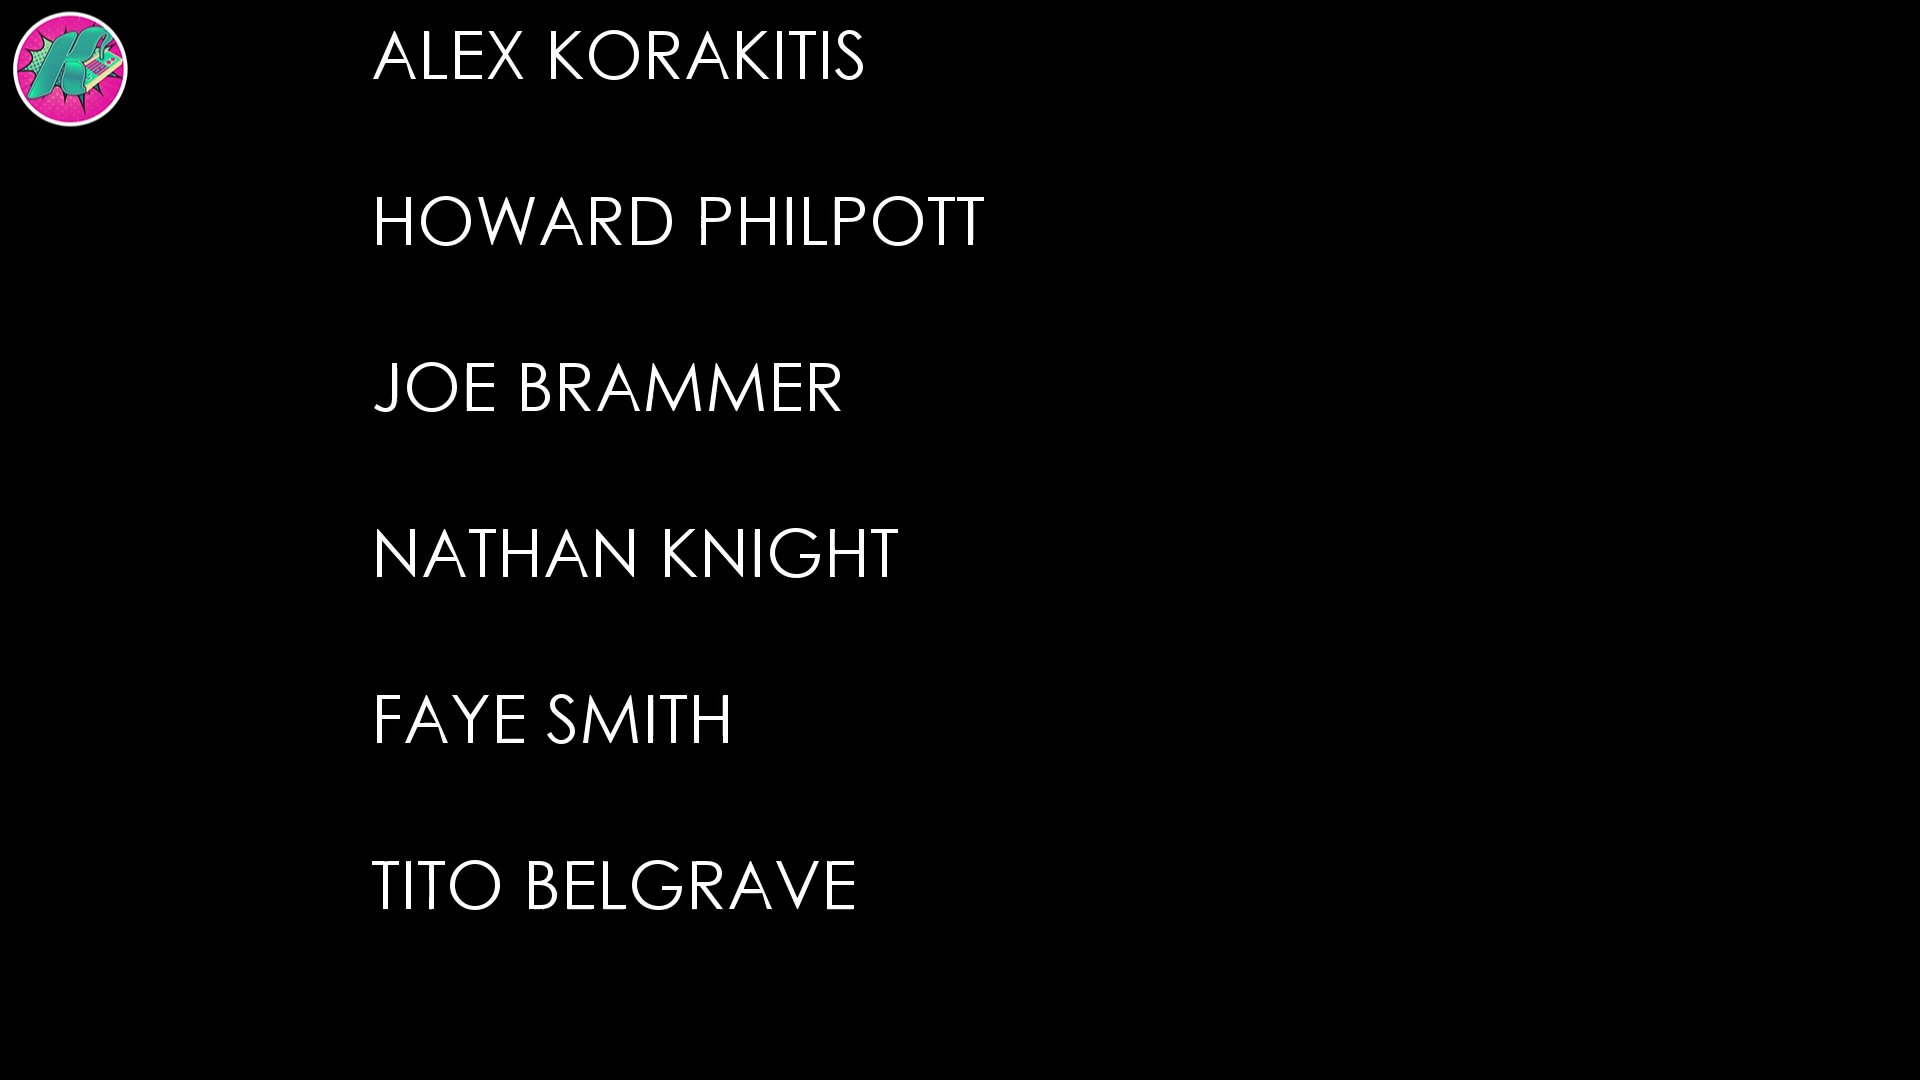 ALEX KORAKITIS
HOWARD PHILPOTT
JOE BRAMMER
NATHAN KNIGHT
FAYE SMITH
TITO BELGRAVE